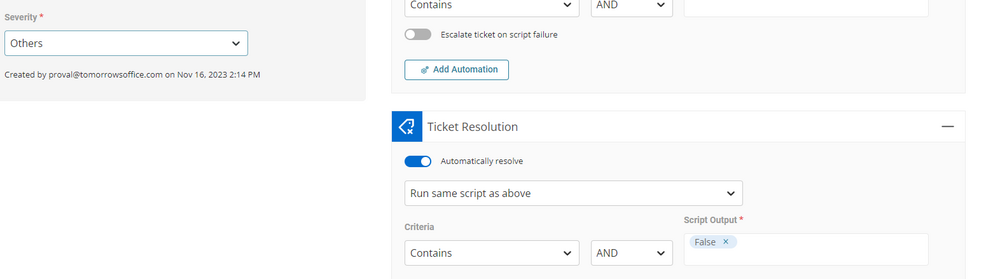 Severity *
Others
Created by proval@tomorrowsoffice.com on Nov 16, 2023 2:14 PM
Contains
AND
Escalate ticket on script failure
Add Automation
Ticket Resolution
Automatically resolve
Run same script as above
Criteria
Script Output *
Contains
AND
False ×